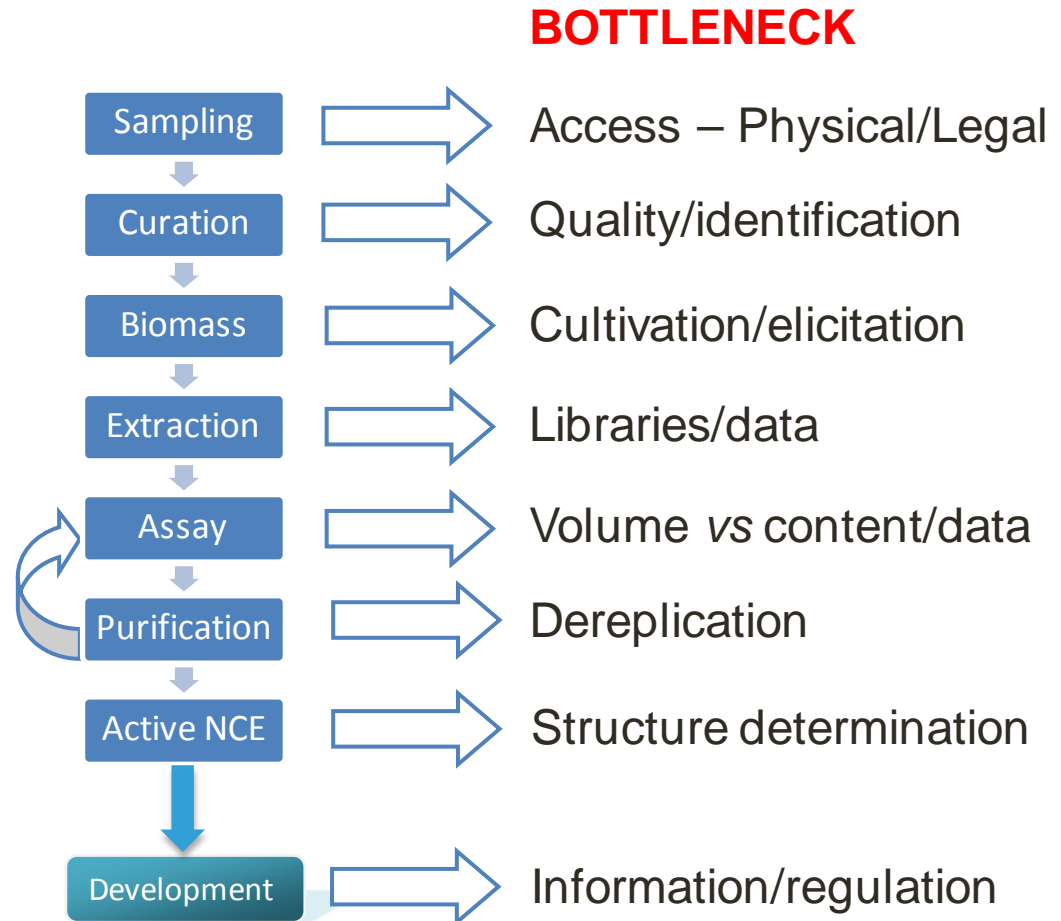 BOTTLENECK
Sampling
Access – Physical/Legal
Curation
Quality/identification
Biomass
Cultivation/elicitation
Extraction
Libraries/data
Assay
Volume vs content/data
Purification
Dereplication
Active NCE
Structure determination
Development
Information/regulation